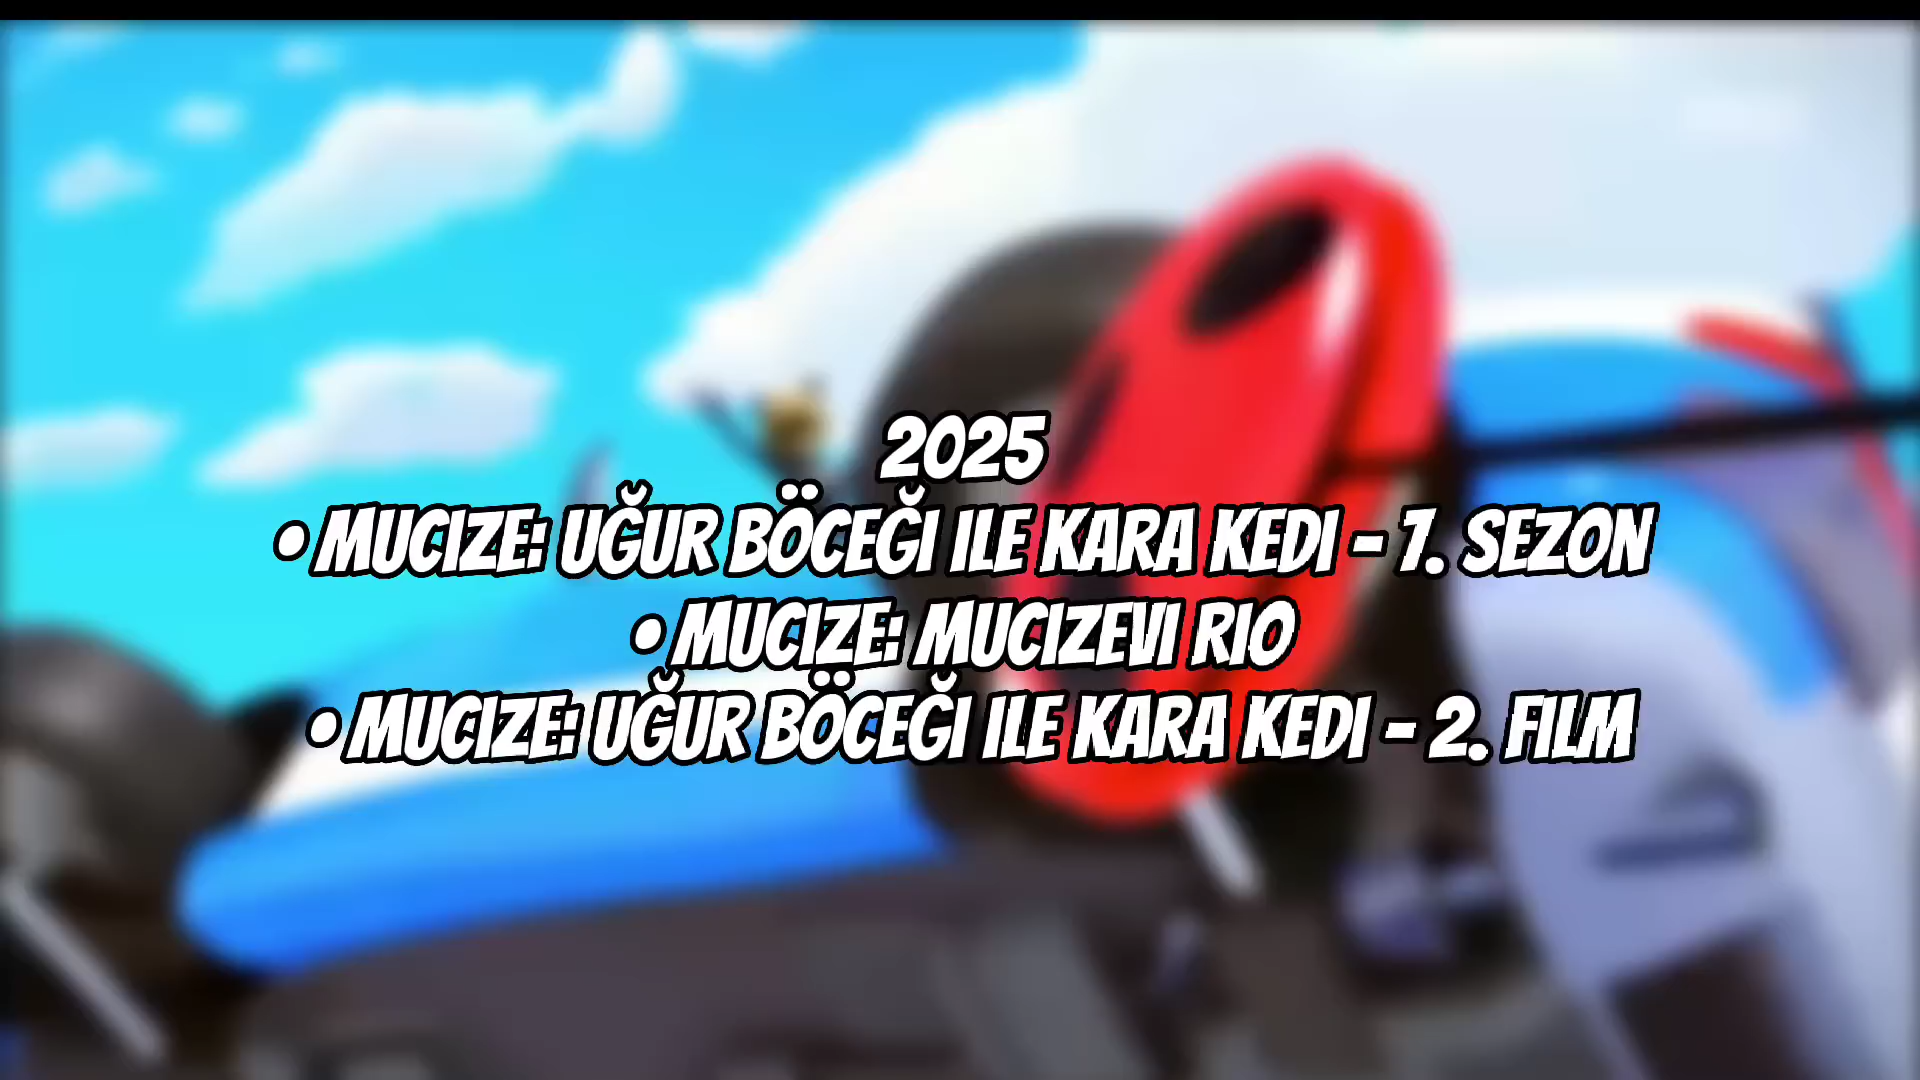 2025
• MUCIZE: UĞUR BÖCEĞI ILE KARA KEDI - 7. SEZON
• MUCIZE: MUCIZEVI RIO
• MUCIZE: UĞUR BÖCEĞI ILE KARA KEDI - 2. FILM